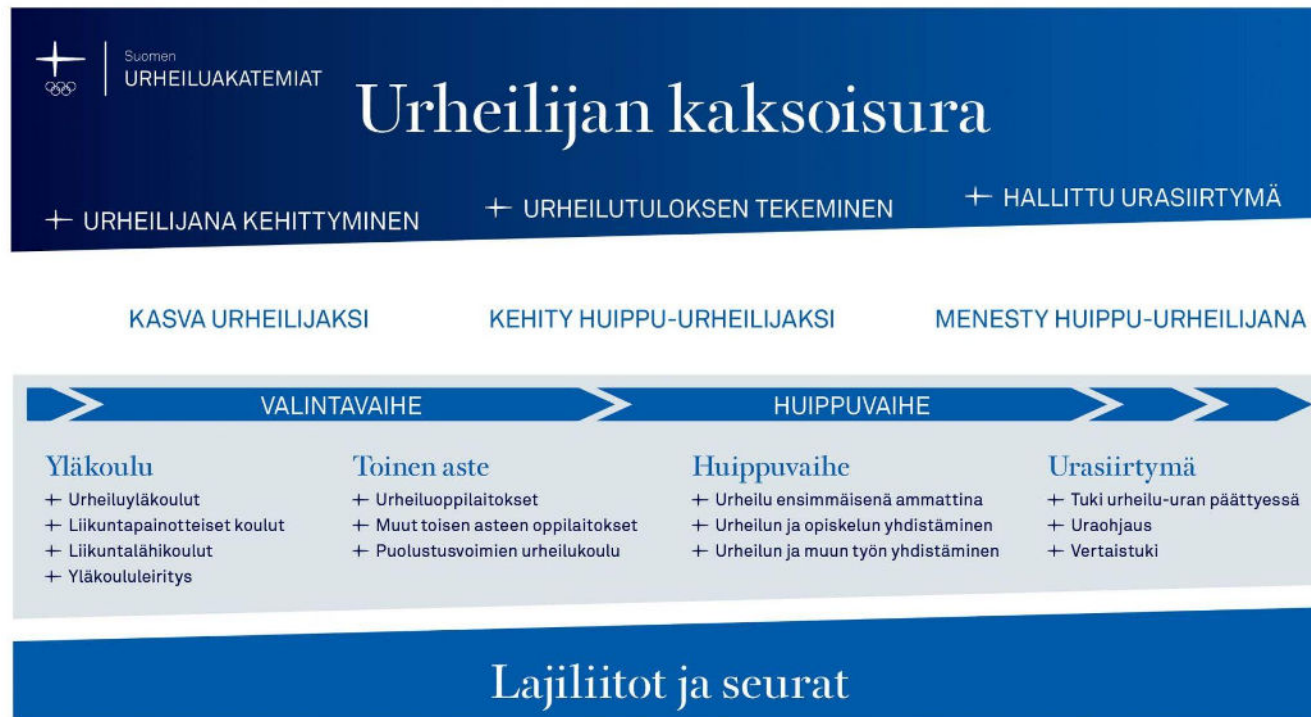 Suomen
URHEILUAKATEMIAT
Urheilijan kaksoisura
+ URHEILIJANA KEHITTYMINEN
+ URHEILUTULOKSEN TEKEMINEN
+ HALLITTU URASIIRTYMÄ
KASVA URHEILIJAKSI
KEHITY HUIPPU-URHEILIJAKSI
MENESTY HUIPPU-URHEILIJANA
VALINTAVAIHE
HUIPPUVAIHE
Yläkoulu
+ Urheiluyläkoulut
+ Liikuntapainotteiset koulut
+ Liikuntalähikoulut
+ Yläkoululeiritys
Toinen aste
+ Urheiluoppilaitokset
+ Muut toisen asteen oppilaitokset
+ Puolustusvoimien urheilukoulu
Huippuvaihe
+ Urheilu ensimmäisenä ammattina
+ Urheilun ja opiskelun yhdistäminen
+ Urheilun ja muun työn yhdistäminen
Urasiirtymä
+ Tuki urheilu-uran päättyessä
+ Uraohjaus
+ Vertaistuki
Lajiliitot ja seurat